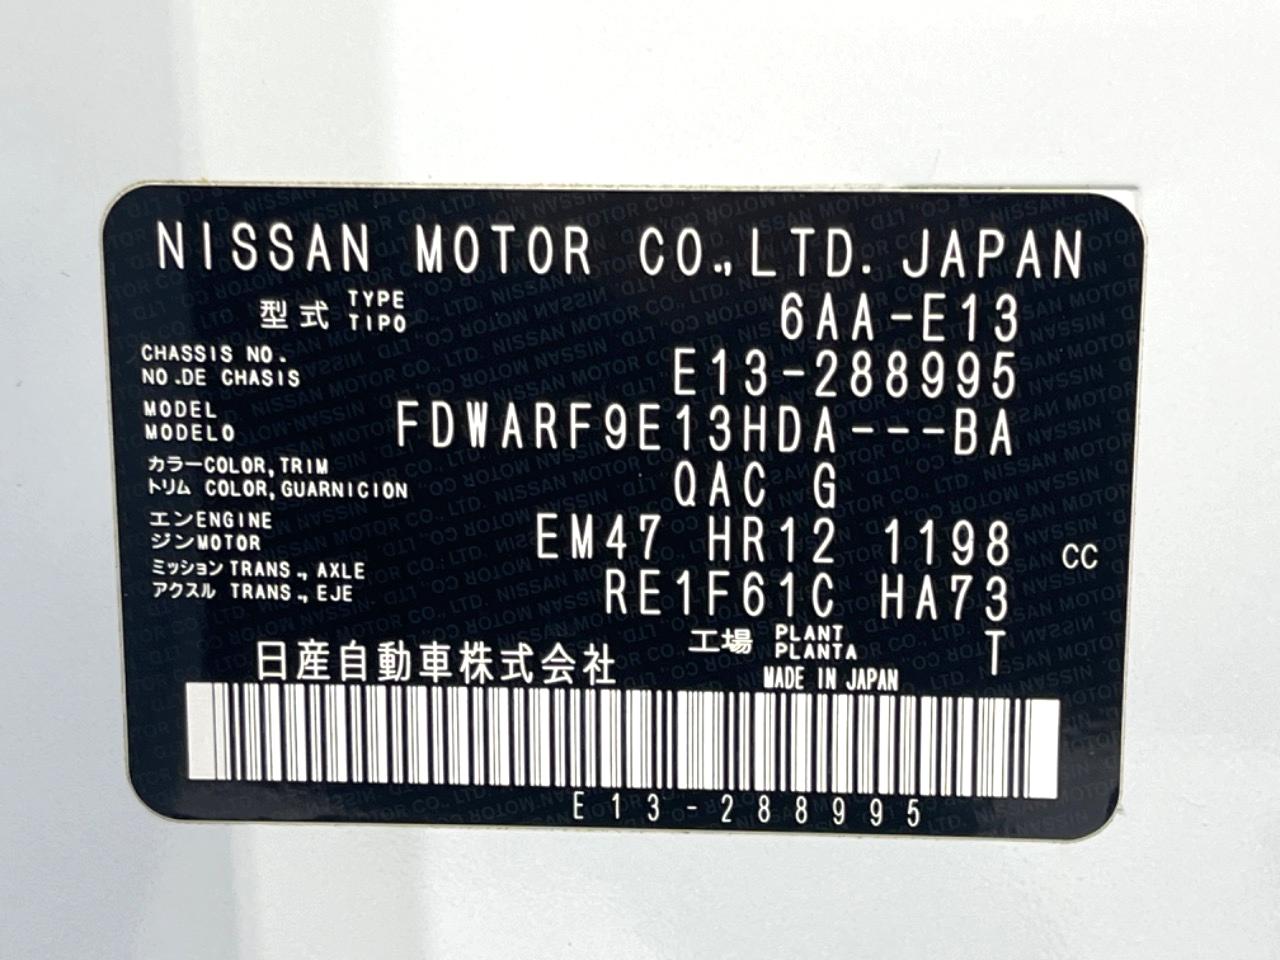 NISSAN MOTOR CO.,LTD. JAPAN
型式 TYPE TIPO 6AA-E13
CHASSIS NO. NO.DE CHASIS E13-288995
MODEL MODELO FDWARF9E13HDA---BA
カラーCOLOR,TRIM
トリム COLOR,GUARNICION QAC G
エンENGINE
ジンMOTOR EM47 HR12 1198 CC
ミッションTRANS., AXLE
アクスル TRANS., EJE RE1F61C HA73
工場 PLANT PLANTA T
日産自動車株式会社 MADE IN JAPAN
E13-288995